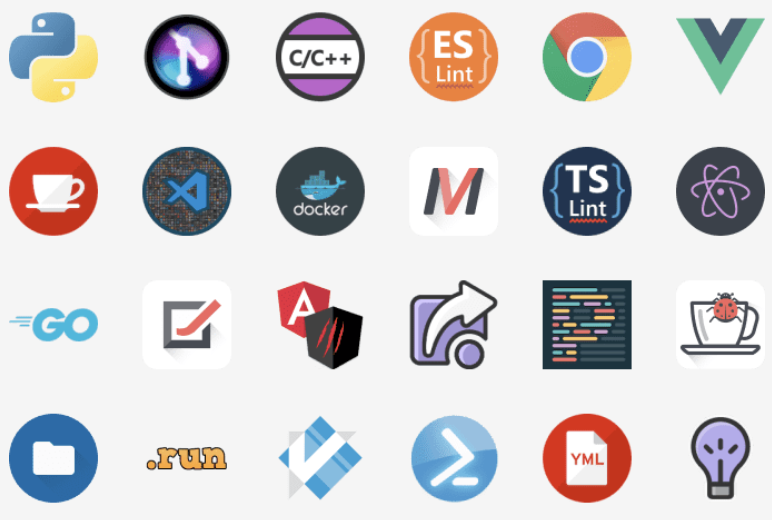 C/C++
ES
Lint
docker
TS
Lint
GO
A
.run
YML